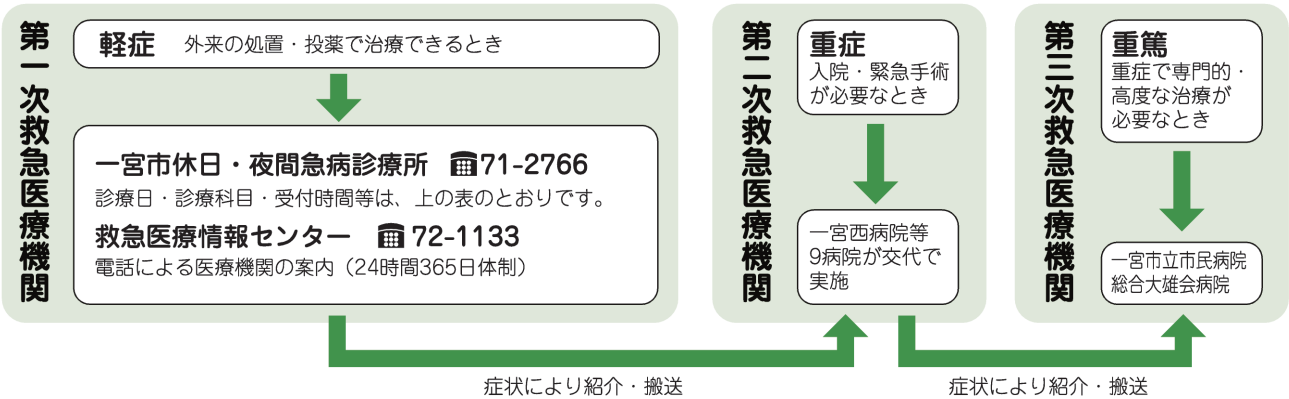 第一次救急医療機関
軽症 外来の処置・投薬で治療できるとき
一宮市休日・夜間急病診療所 ☎71-2766
診療日・診療科目・受付時間等は、上の表のとおりです。
救急医療情報センター ☎72-1133
電話による医療機関の案内（24時間365日体制）
第二次救急医療機関
重症
入院・緊急手術
が必要なとき
一宮西病院等
9病院が交代で
実施
第三次救急医療機関
重篤
重症で専門的・
高度な治療が
必要なとき
一宮市立市民病院
総合大雄会病院
症状により紹介・搬送
症状により紹介・搬送